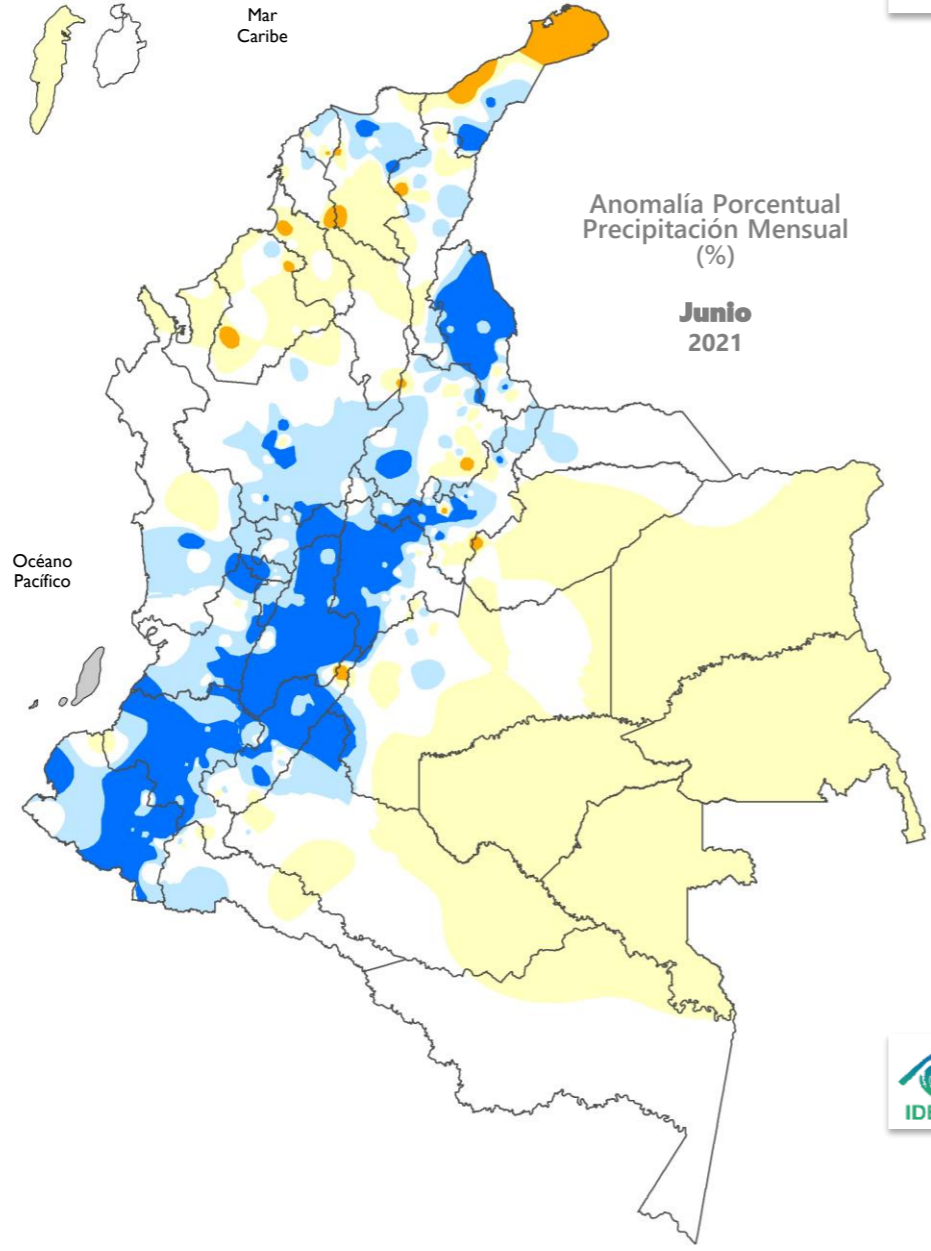 Mar
Caribe
Anomalía Porcentual
Precipitación Mensual
(%)
Junio
2021
Océano
Pacífico